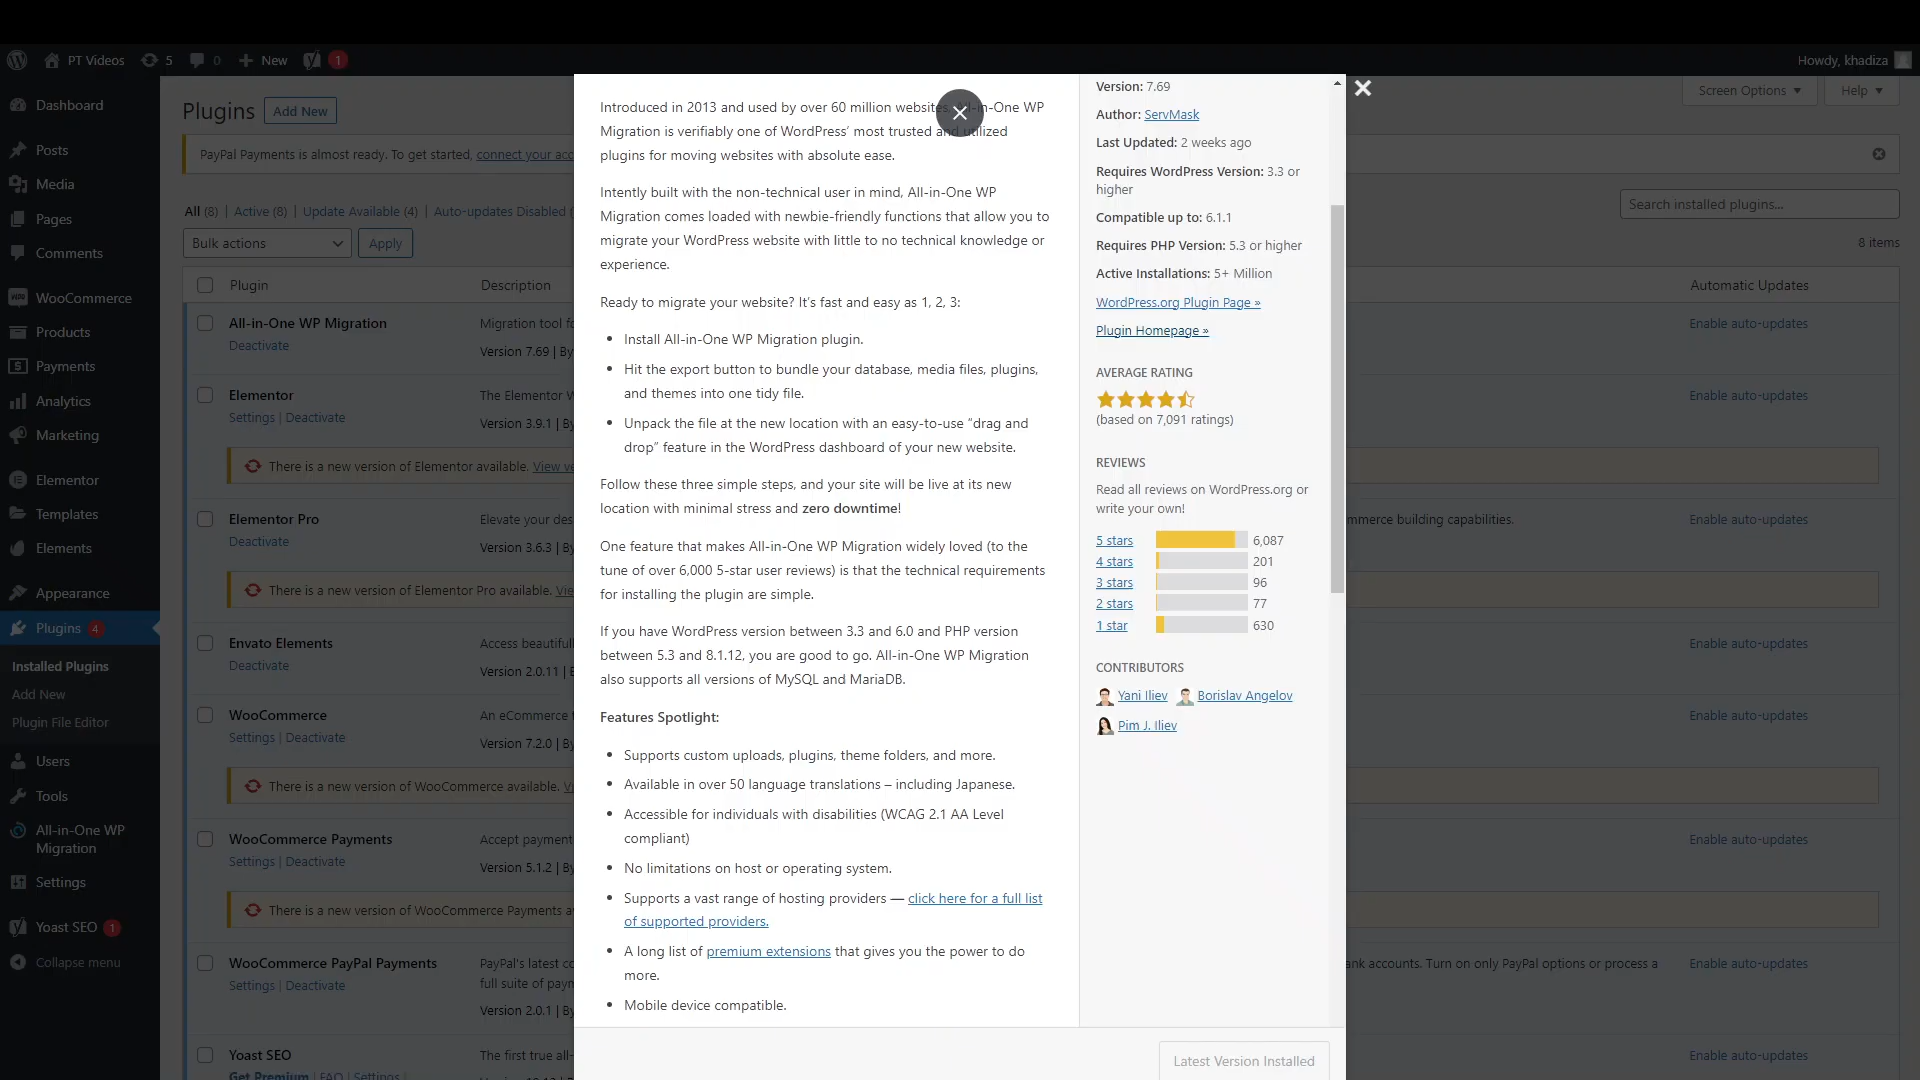 PT Videos
5
0
New
1
Howdy, khadiza
Dashboard
Posts
Media
Pages
Comments
WooCommerce
Products
Payments
Analytics
Marketing
Elementor
Templates
Elements
Appearance
Plugins 4
Installed Plugins
Add New
Plugin File Editor
Users
Tools
All-in-One WP
Migration
Settings
Yoast SEO 1
Collapse menu
Plugins Add New
Screen Options
Help
PayPal Payments is almost ready. To get started, connect your acc
All (8) | Active (8) | Update Available (4) | Auto-updates Disabled
Search installed plugins...
Bulk actions
Apply
8 items
Plugin
Description
Automatic Updates
All-in-One WP Migration
Deactivate
Migration tool fo
Version 7.69 | By
Enable auto-updates
Elementor
Settings | Deactivate
The Elementor W
Version 3.9.1 | By
Enable auto-updates
There is a new version of Elementor available. View ve
Elementor Pro
Deactivate
Elevate your des
Version 3.6.3 | By
mmerce building capabilities.
Enable auto-updates
There is a new version of Elementor Pro available. Vie
Envato Elements
Deactivate
Access beautifull
Version 2.0.11 | B
Enable auto-updates
WooCommerce
Settings | Deactivate
An eCommerce t
Version 7.2.0 | By
Enable auto-updates
There is a new version of WooCommerce available. V
WooCommerce Payments
Settings | Deactivate
Accept payment
Version 5.1.2 | By
Enable auto-updates
There is a new version of WooCommerce Payments a
WooCommerce PayPal Payments
Settings | Deactivate
PayPal's latest co
full suite of paym
Version 2.0.1 | By
ank accounts. Turn on only PayPal options or process a
Enable auto-updates
Yoast SEO
Get Premium | FAQ | Settings |
The first true all-
Enable auto-updates
Introduced in 2013 and used by over 60 million websites, All-in-One WP
Migration is verifiably one of WordPress’ most trusted and utilized
plugins for moving websites with absolute ease.
Intently built with the non-technical user in mind, All-in-One WP
Migration comes loaded with newbie-friendly functions that allow you to
migrate your WordPress website with little to no technical knowledge or
experience.
Ready to migrate your website? It’s fast and easy as 1, 2, 3:
Install All-in-One WP Migration plugin.
Hit the export button to bundle your database, media files, plugins,
and themes into one tidy file.
Unpack the file at the new location with an easy-to-use “drag and
drop” feature in the WordPress dashboard of your new website.
Follow these three simple steps, and your site will be live at its new
location with minimal stress and zero downtime!
One feature that makes All-in-One WP Migration widely loved (to the
tune of over 6,000 5-star user reviews) is that the technical requirements
for installing the plugin are simple.
If you have WordPress version between 3.3 and 6.0 and PHP version
between 5.3 and 8.1.12, you are good to go. All-in-One WP Migration
also supports all versions of MySQL and MariaDB.
Features Spotlight:
Supports custom uploads, plugins, theme folders, and more.
Available in over 50 language translations – including Japanese.
Accessible for individuals with disabilities (WCAG 2.1 AA Level
compliant)
No limitations on host or operating system.
Supports a vast range of hosting providers — click here for a full list
of supported providers.
A long list of premium extensions that gives you the power to do
more.
Mobile device compatible.
Version: 7.69
Author: ServMask
Last Updated: 2 weeks ago
Requires WordPress Version: 3.3 or
higher
Compatible up to: 6.1.1
Requires PHP Version: 5.3 or higher
Active Installations: 5+ Million
WordPress.org Plugin Page »
Plugin Homepage »
AVERAGE RATING
(based on 7,091 ratings)
REVIEWS
Read all reviews on WordPress.org or
write your own!
5 stars 6,087
4 stars 201
3 stars 96
2 stars 77
1 star 630
CONTRIBUTORS
Yani Iliev Borislav Angelov
Pim J. Iliev
Latest Version Installed